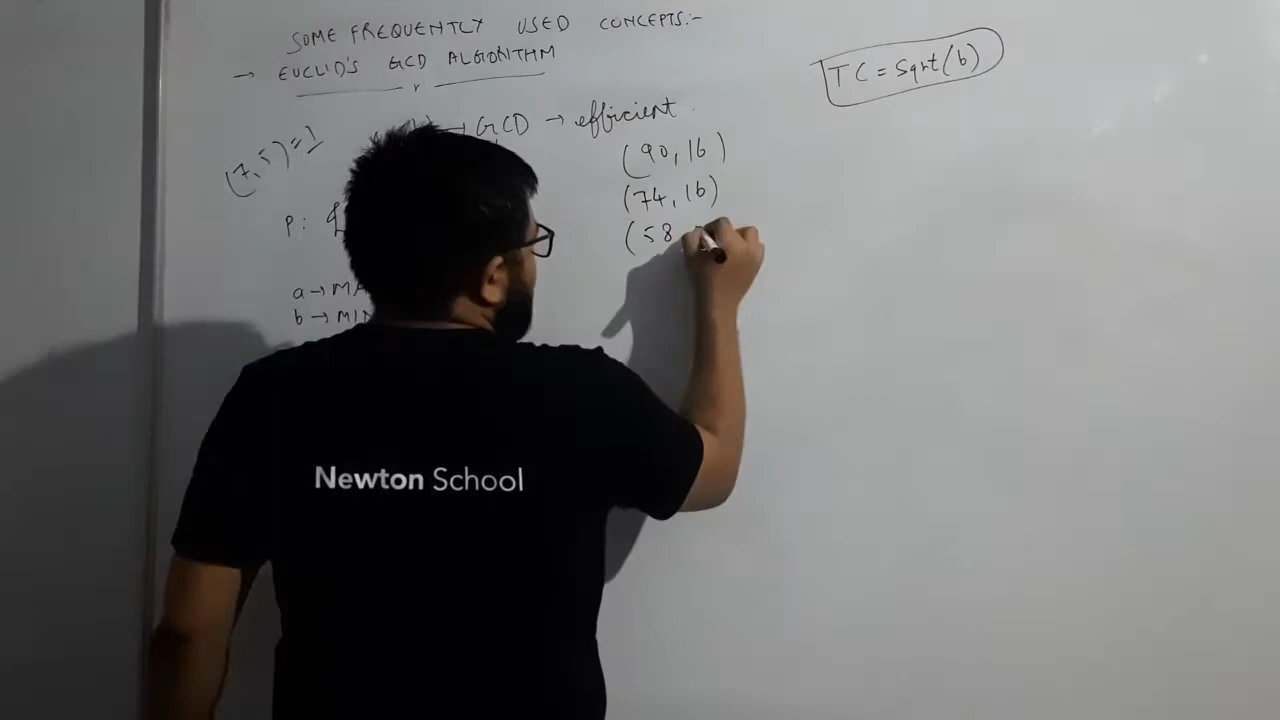 SOME FREQUENTLY USED CONCEPTS:-
→ EUCLID'S GCD ALGORITHM
TC = Sqrt(b)
(7,5) = 1
→ GCD → efficient
(90, 16)
(74, 16)
(58
P:
a → MA
b → MIN
Newton School